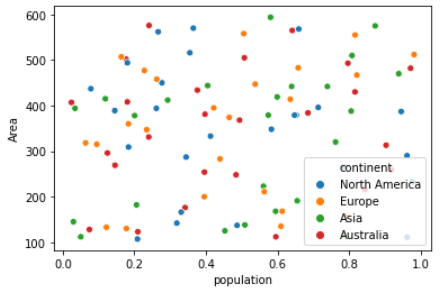 600
500
400
300
200
100
Area
continent
North America
Europe
Asia
Australia
0.0 0.2 0.4 0.6 0.8 1.0
population